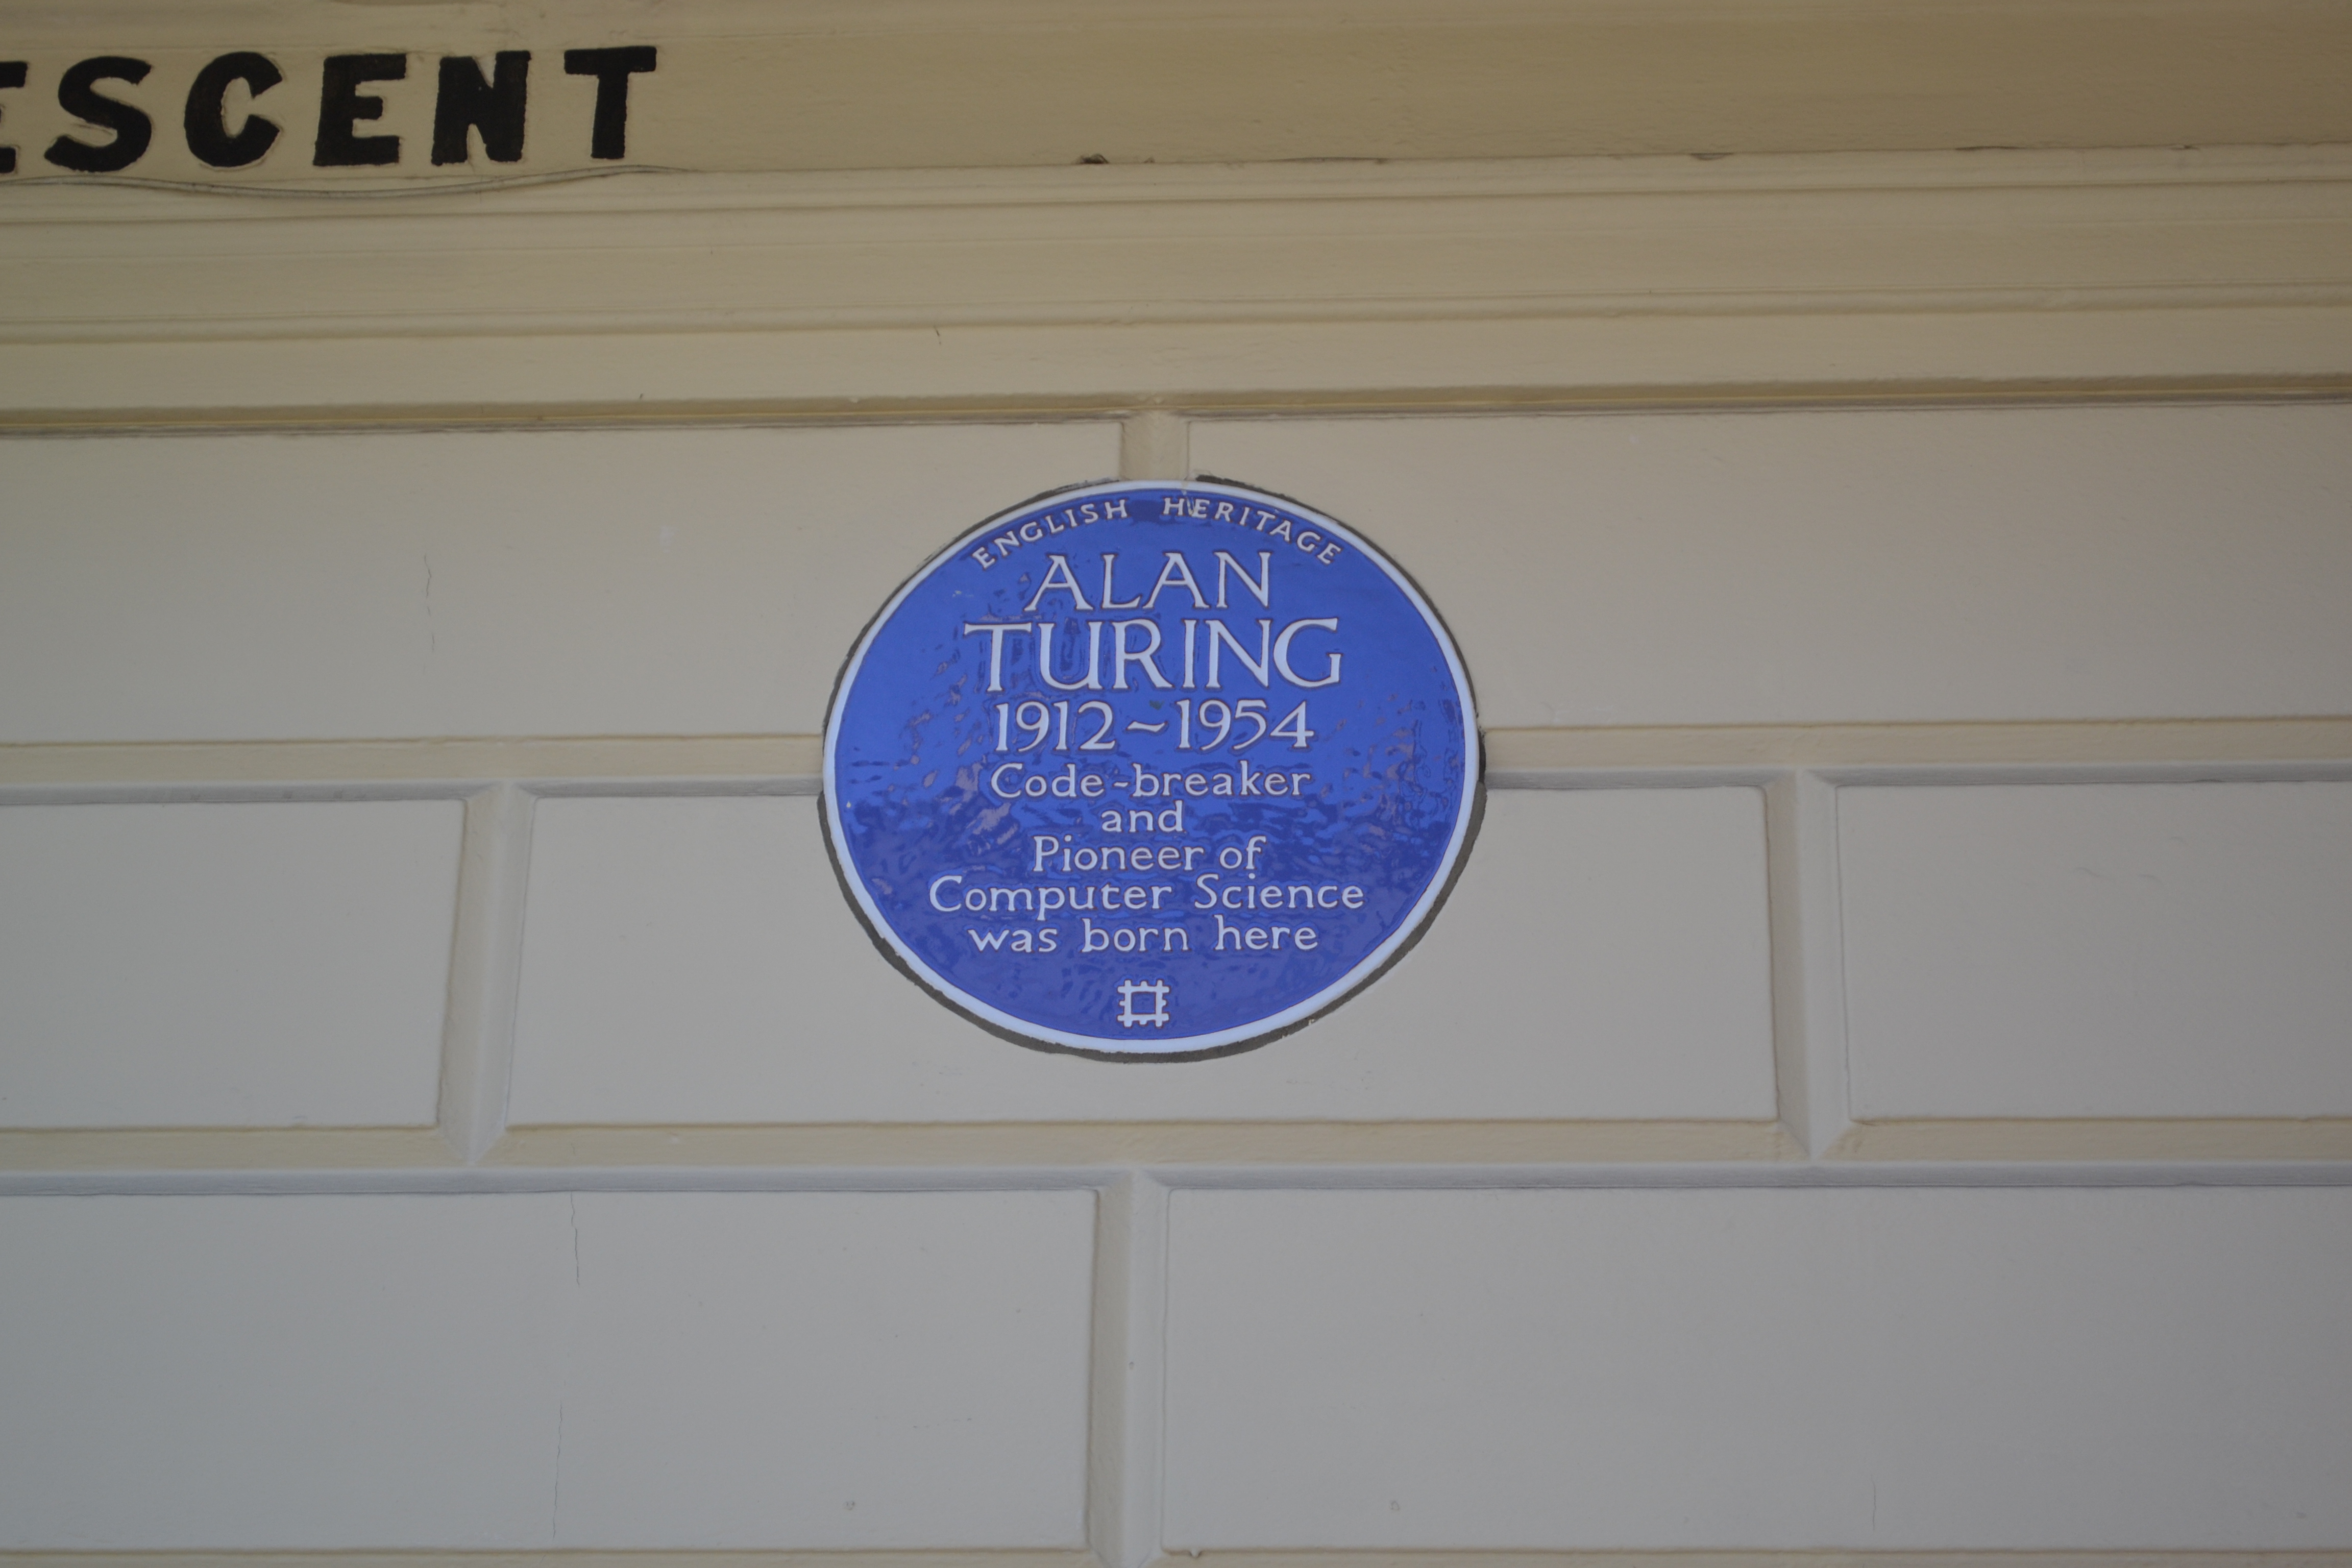 ESCENT
ENGLISH HERITAGE
ALAN
TURING
1912~1954
Code-breaker
and
Pioneer of
Computer Science
was born here